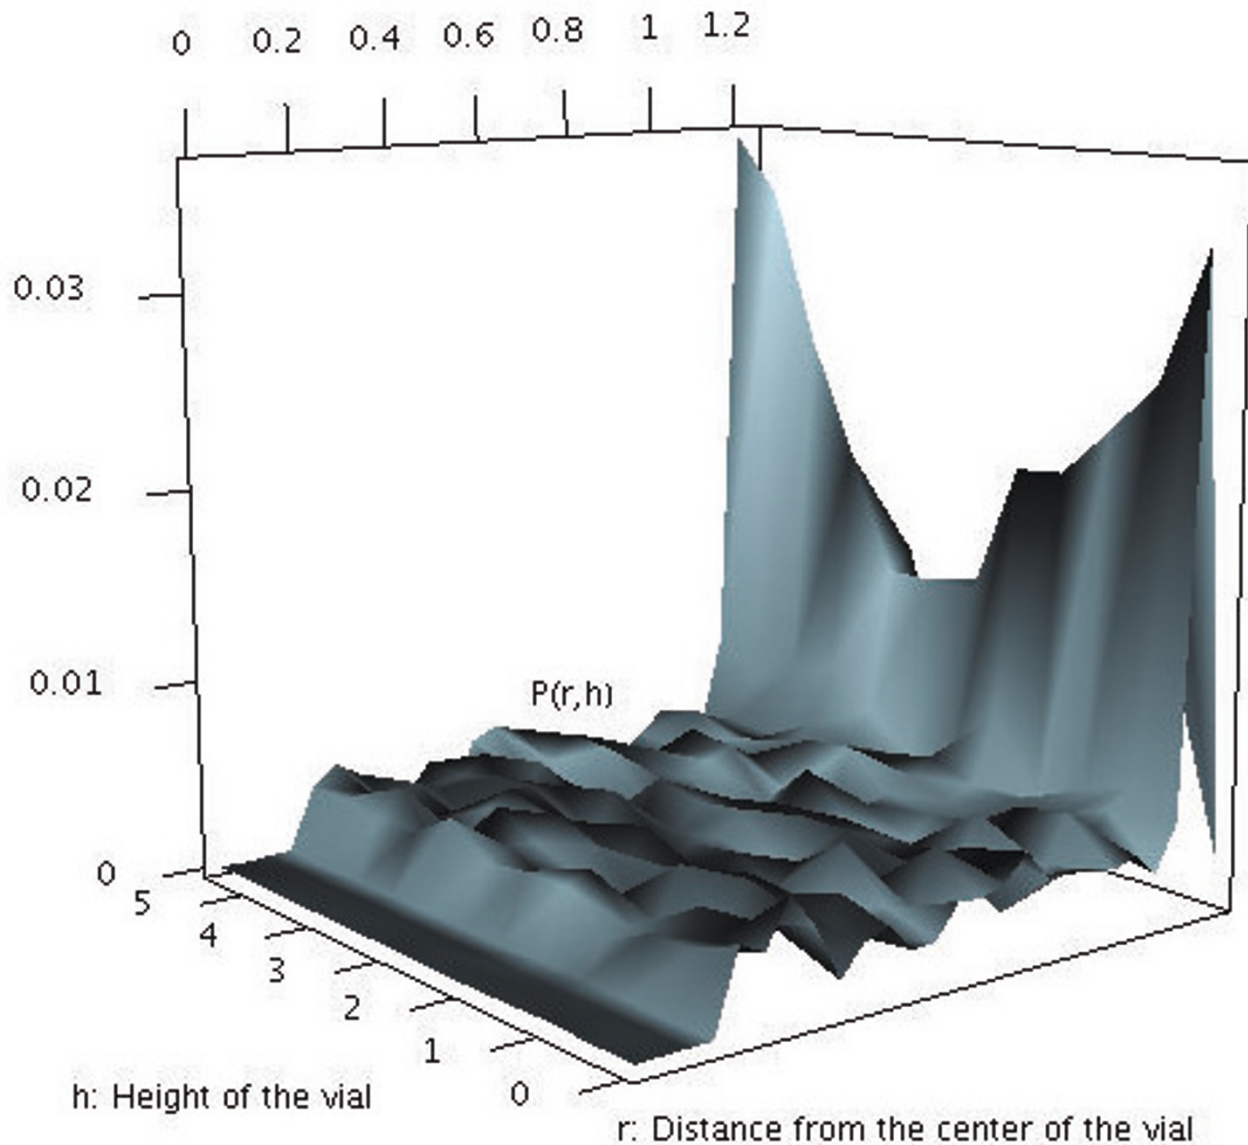 0 0.2 0.4 0.6 0.8 1 1.2
0.03
0.02
0.01
P(r,h)
0
5
4
3
2
1
0
h: Height of the vial
r: Distance from the center of the vial